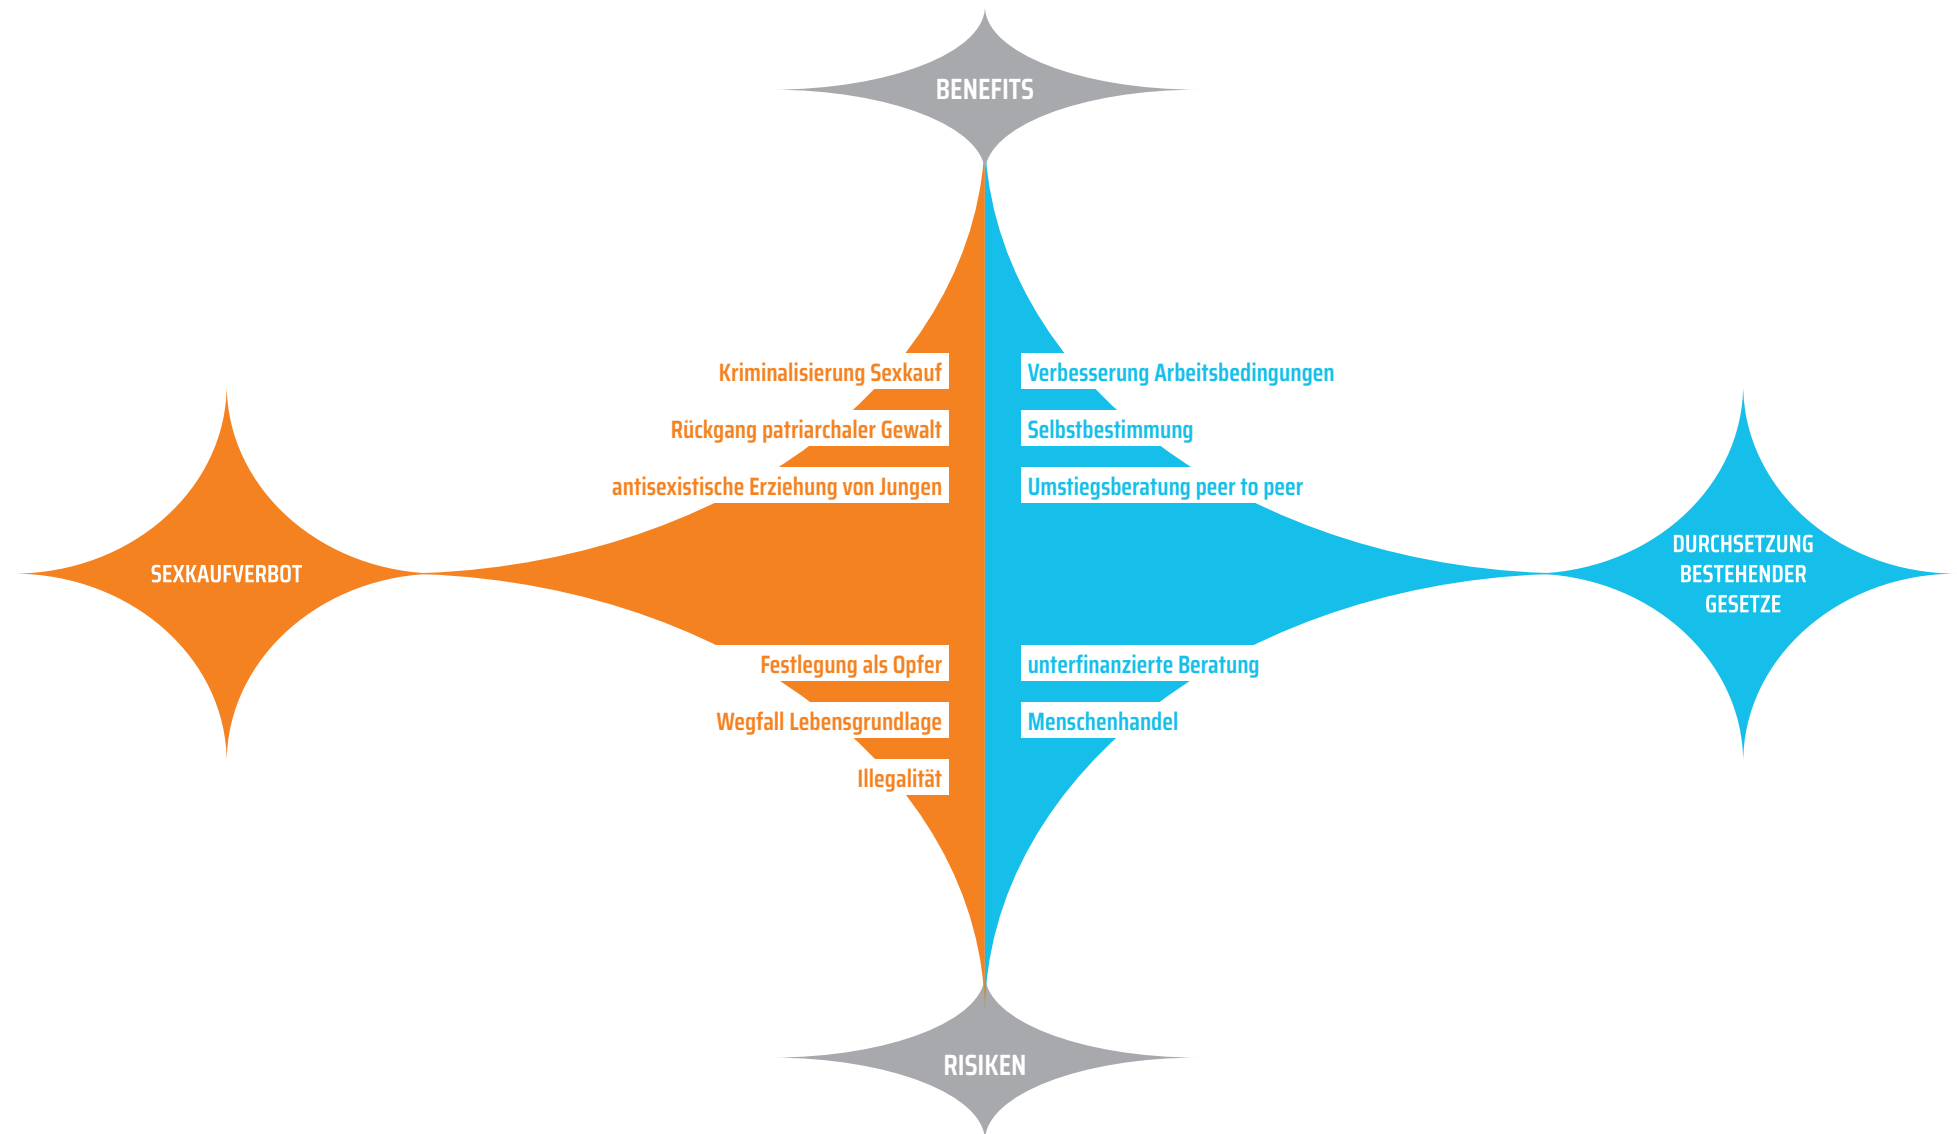 BENEFITS
Kriminalisierung Sexkauf
Rückgang patriarchaler Gewalt
antisexistische Erziehung von Jungen
Verbesserung Arbeitsbedingungen
Selbstbestimmung
Umstiegsberatung peer to peer
SEXKAUFVERBOT
DURCHSETZUNG
BESTEHENDER
GESETZE
Festlegung als Opfer
Wegfall Lebensgrundlage
Illegalität
unterfinanzierte Beratung
Menschenhandel
RISIKEN